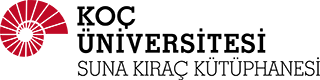 KOÇ
ÜNİVERSİTESİ
SUNA KIRAÇ KÜTÜPHANESİ